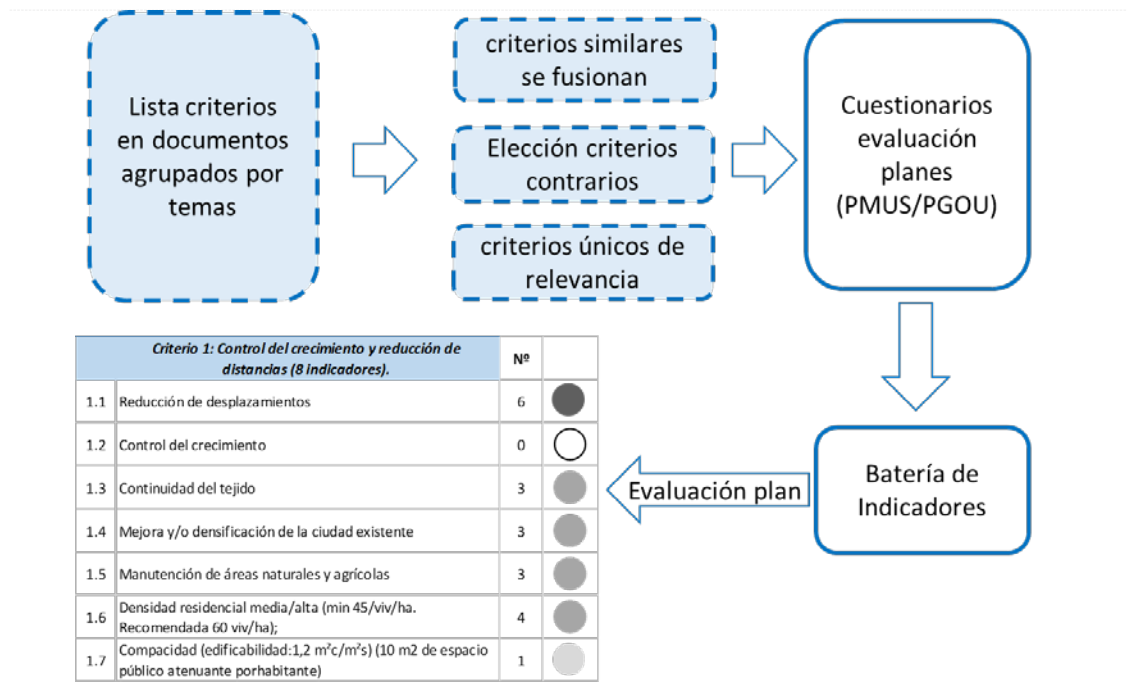 Lista criterios
en documentos
agrupados por
temas
criterios similares
se fusionan
Elección criterios
contrarios
criterios únicos de
relevancia
Cuestionarios
evaluación
planes
(PMUS/PGOU)
Batería de
Indicadores
Evaluación plan
Criterio 1: Control del crecimiento y reducción de
distancias (8 indicadores).
Nº
1.1 Reducción de desplazamientos 6
1.2 Control del crecimiento 0
1.3 Continuidad del tejido 3
1.4 Mejora y/o densificación de la ciudad existente 3
1.5 Manutención de áreas naturales y agrícolas 3
1.6 Densidad residencial media/alta (min 45/viv/ha.
Recomendada 60 viv/ha); 4
1.7 Compacidad (edificabilidad:1,2 m²c/m²s) (10 m2 de espacio
público atenuante porhabitante) 1